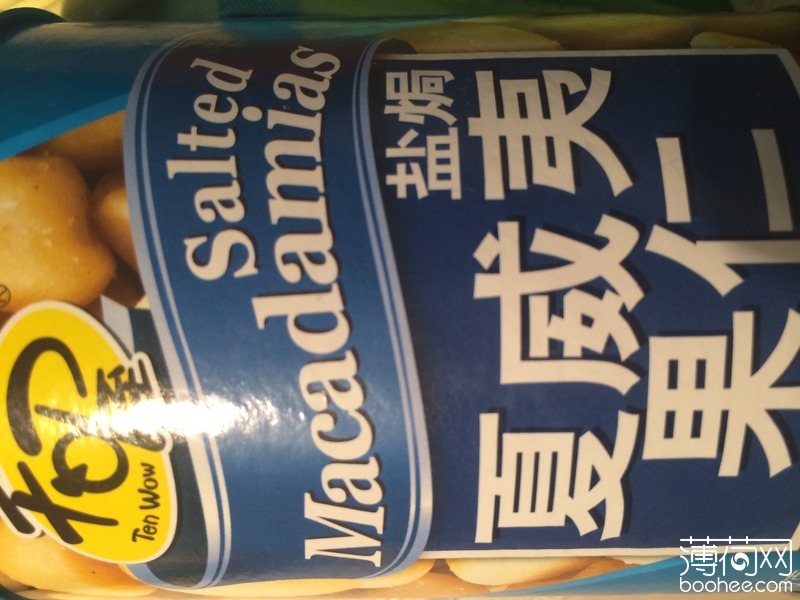 Salted
Macadamias
盐焗
夏威夷
果仁
Ten Wow
薄荷网
boohee.com